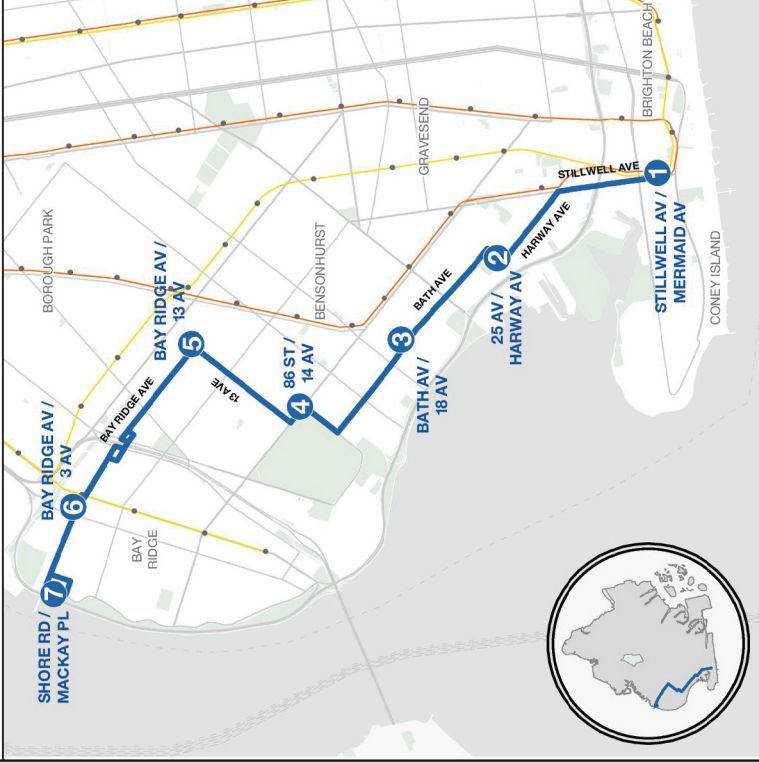 BRIGHTON BEACH
GRAVESEND
STILLWELL AVE
1
STILLWELL AV /
MERMAID AV
CONEY ISLAND
HARWAY AVE
2
25 AV /
HARWAY AV
BATH AVE
3
BATH AV /
18 AV
BENSONHURST
86 ST /
14 AV
4
13 AVE
BOROUGH PARK
BAY RIDGE AV /
13 AV
5
BAY RIDGE AVE
BAY RIDGE AV /
3 AV
6
BAY
RIDGE
7
SHORE RD /
MACKAY PL